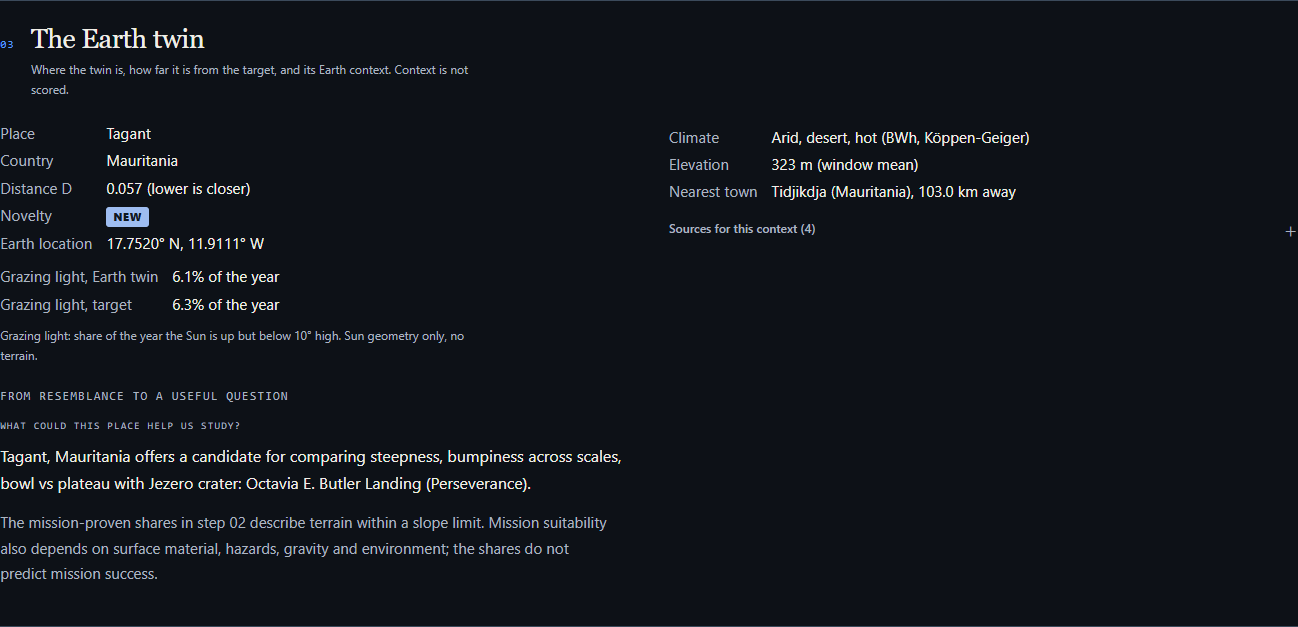 03
The Earth twin
Where the twin is, how far it is from the target, and its Earth context. Context is not
scored.
Place Tagant
Country Mauritania
Distance D 0.057 (lower is closer)
Novelty NEW
Earth location 17.7520° N, 11.9111° W
Grazing light, Earth twin 6.1% of the year
Grazing light, target 6.3% of the year
Grazing light: share of the year the Sun is up but below 10° high. Sun geometry only, no
terrain.
Climate Arid, desert, hot (BWh, Köppen-Geiger)
Elevation 323 m (window mean)
Nearest town Tidjikdja (Mauritania), 103.0 km away
Sources for this context (4) +
FROM RESEMBLANCE TO A USEFUL QUESTION
WHAT COULD THIS PLACE HELP US STUDY?
Tagant, Mauritania offers a candidate for comparing steepness, bumpiness across scales,
bowl vs plateau with Jezero crater: Octavia E. Butler Landing (Perseverance).
The mission-proven shares in step 02 describe terrain within a slope limit. Mission suitability
also depends on surface material, hazards, gravity and environment; the shares do not
predict mission success.